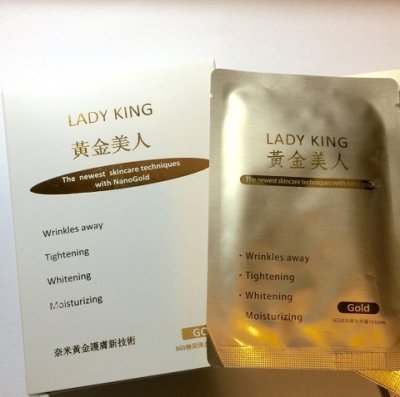 LADY KING
黃金美人
The newest skincare techniques
with NanoGold
Wrinkles away
Tightening
Whitening
Moisturizing
奈米黃金護膚新技術
LADY KING
黃金美人
The newest skincare techniques with
• Wrinkles away
• Tightening
• Whitening
• Moisturizing
Gold